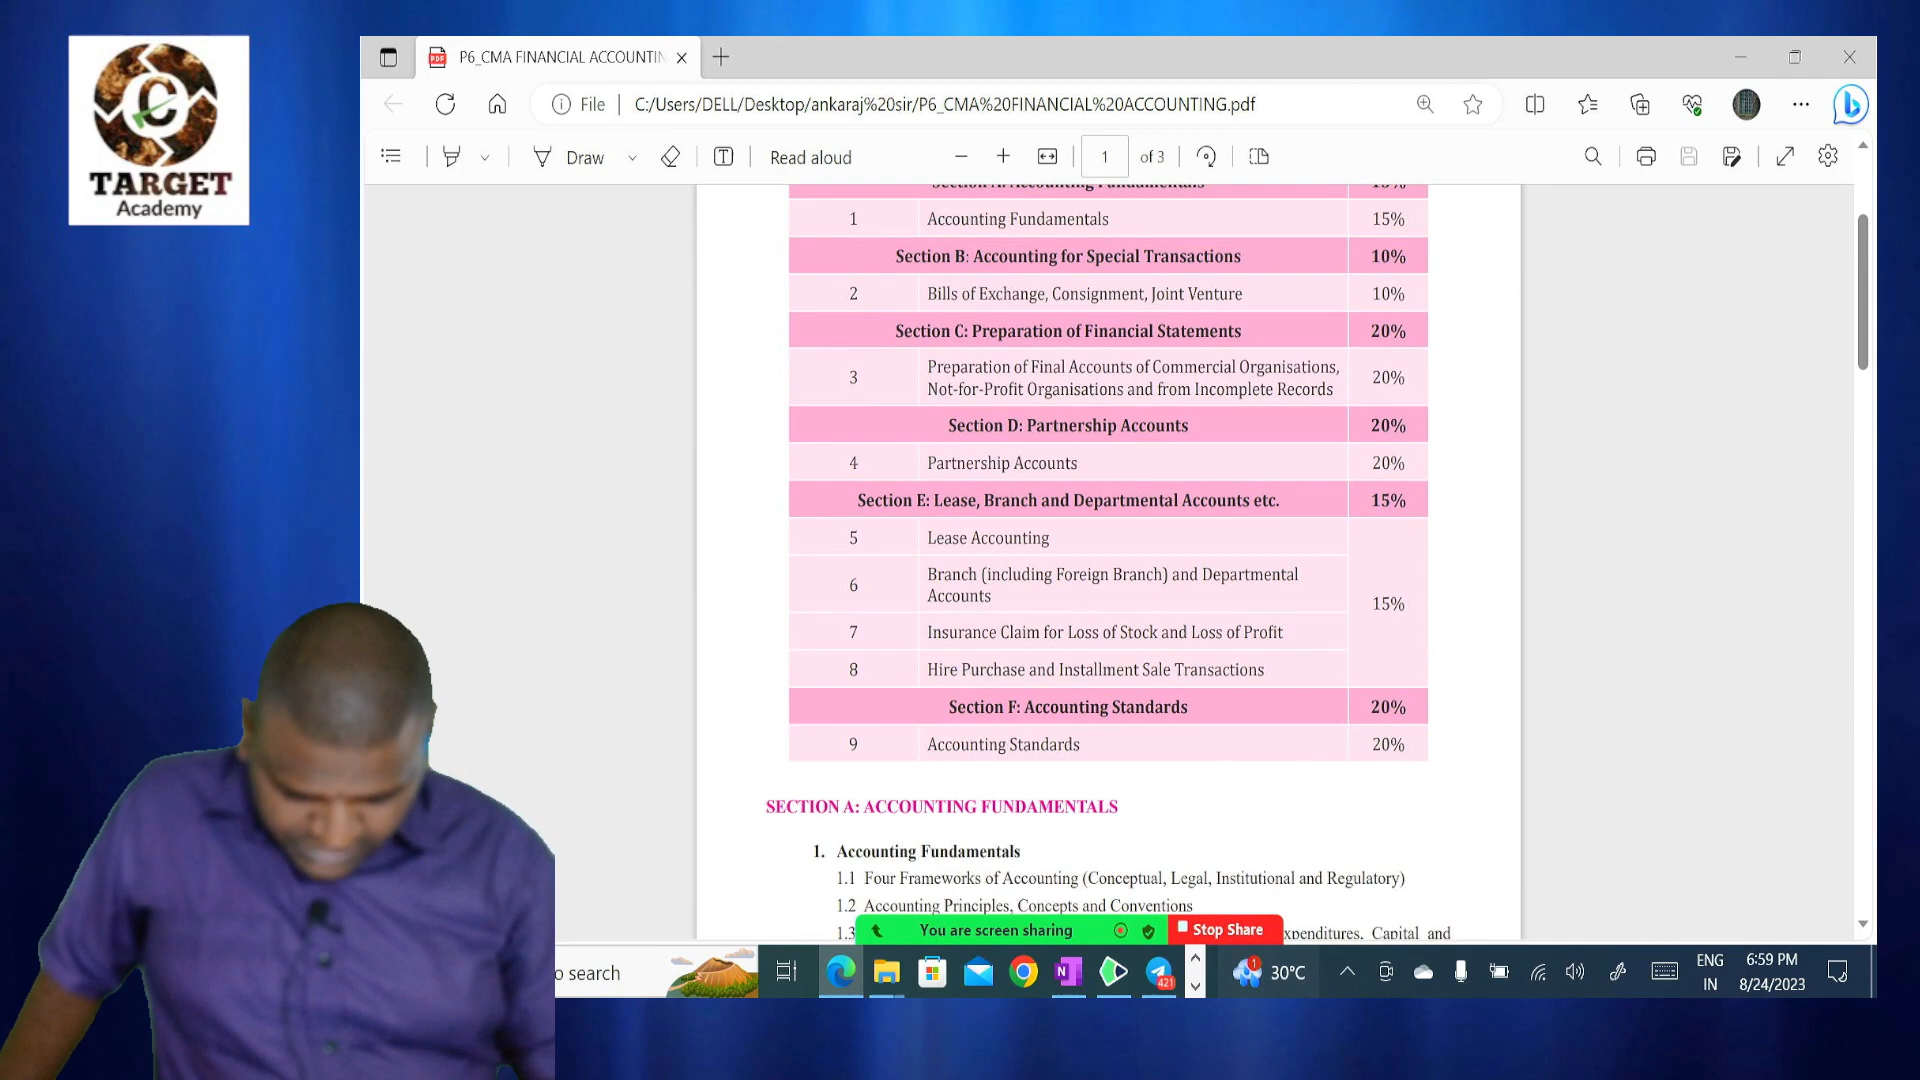 TARGET
Academy
P6_CMA FINANCIAL ACCOUNTIN
File
C:/Users/DELL/Desktop/ankaraj%20sir/P6_CMA%20FINANCIAL%20ACCOUNTING.pdf
Draw
Read aloud
1 of 3
Section A: Accounting Fundamentals 15%
1 Accounting Fundamentals 15%
Section B: Accounting for Special Transactions 10%
2 Bills of Exchange, Consignment, Joint Venture 10%
Section C: Preparation of Financial Statements 20%
3 Preparation of Final Accounts of Commercial Organisations,
Not-for-Profit Organisations and from Incomplete Records 20%
Section D: Partnership Accounts 20%
4 Partnership Accounts 20%
Section E: Lease, Branch and Departmental Accounts etc. 15%
5 Lease Accounting
6 Branch (including Foreign Branch) and Departmental
Accounts
15%
7 Insurance Claim for Loss of Stock and Loss of Profit
8 Hire Purchase and Installment Sale Transactions
Section F: Accounting Standards 20%
9 Accounting Standards 20%
SECTION A: ACCOUNTING FUNDAMENTALS
1. Accounting Fundamentals
1.1 Four Frameworks of Accounting (Conceptual, Legal, Institutional and Regulatory)
1.2 Accounting Principles, Concepts and Conventions
1.3 xpenditures, Capital and
You are screen sharing
Stop Share
o search
421
1
30°C
ENG
IN
6:59 PM
8/24/2023